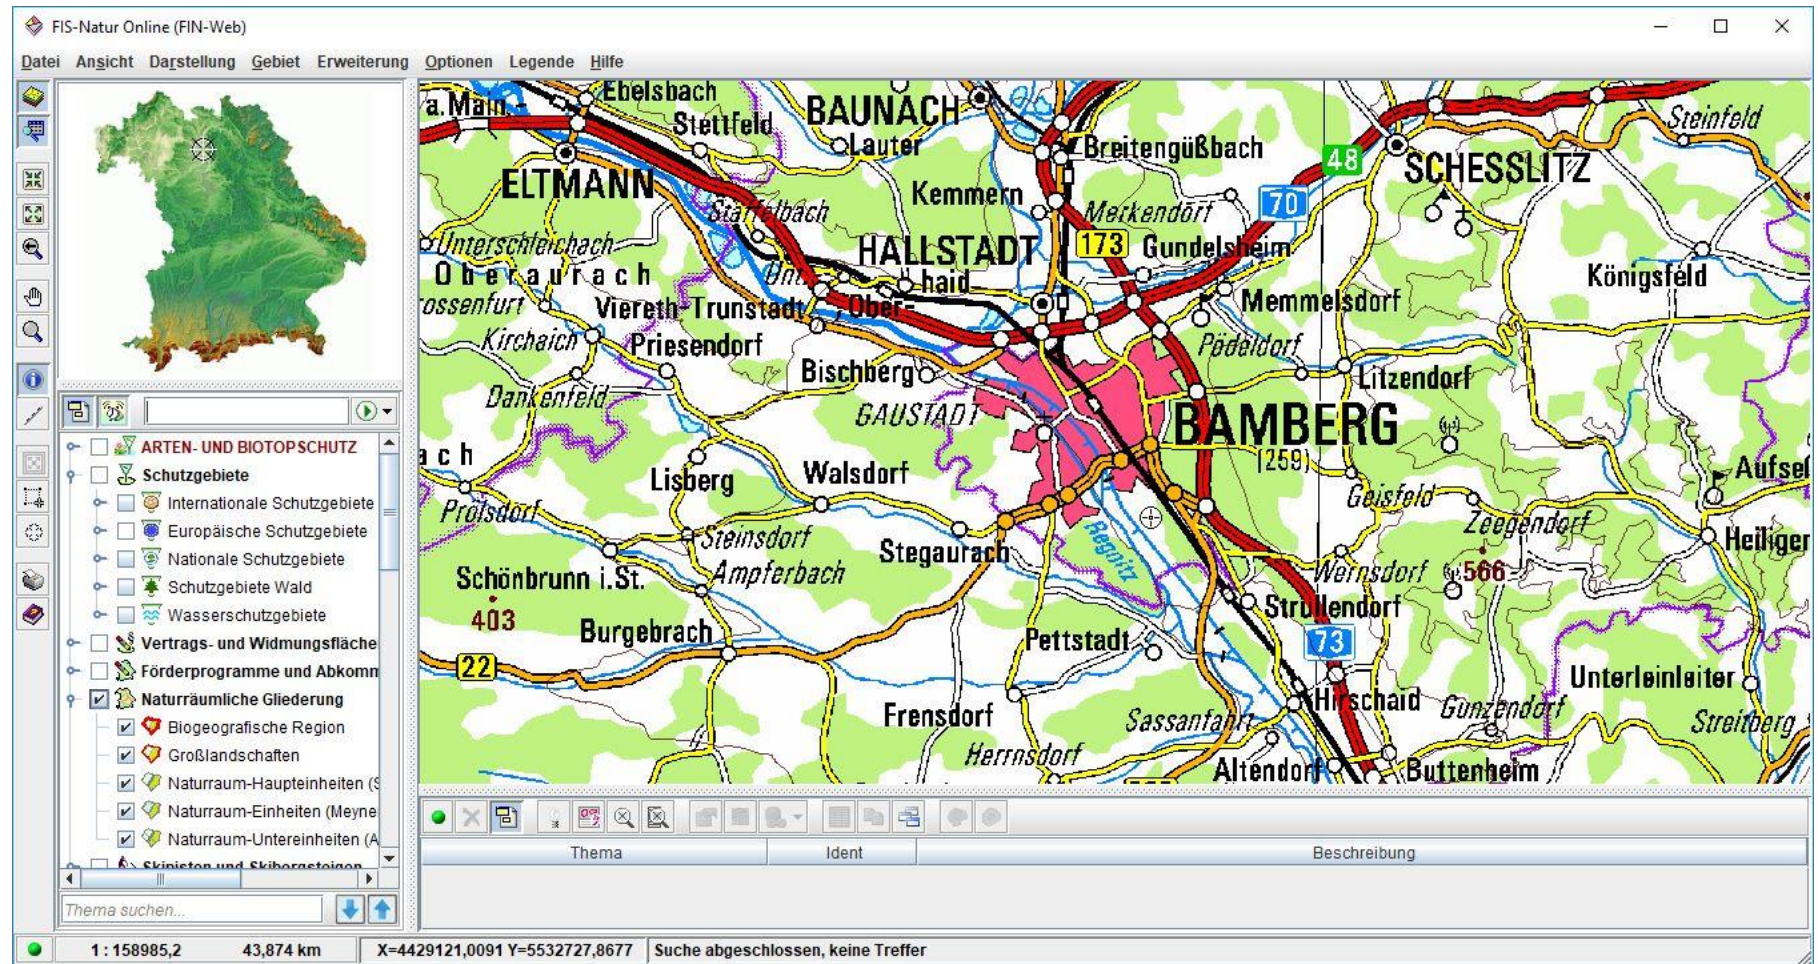 FIS-Natur Online (FIN-Web)
Datei Ansicht Darstellung Gebiet Erweiterung Optionen Legende Hilfe
ARTEN- UND BIOTOPSCHUTZ
Schutzgebiete
Internationale Schutzgebiete
Europäische Schutzgebiete
Nationale Schutzgebiete
Schutzgebiete Wald
Wasserschutzgebiete
Vertrags- und Widmungsfläche
Förderprogramme und Abkomm
Naturräumliche Gliederung
Biogeografische Region
Großlandschaften
Naturraum-Haupteinheiten (S
Naturraum-Einheiten (Meyne
Naturraum-Untereinheiten (A
Skipisten und Skibergsteigen
Thema suchen...
a.Main-
Ebelsbach
Stettfeld
BAUNACH
Lauter
Breitengüßbach
48
Steinfeld
SCHESSLITZ
ELTMANN
Staffelbach
Kemmern
Merkendorf
70
Unterschleichach
HALLSTADT
173
Gundelsheim
Oberaurach
Unt
haid
Königsfeld
ossenfurt
Viereth-Trunstadt
Ober-
Memmelsdorf
Kirchaich
Priesendorf
Pödeldorf
Bischberg
Litzendorf
Dankenfeld
GAUSTADT
BAMBERG
(259)
ach
Lisberg
Walsdorf
Aufsel
Prölsdorf
Geisfeld
Zeegendorf
Steinsdorf
Stegaurach
Regnitz
Heiliger
Schönbrunn i.St.
Ampferbach
Wernsdorf
566
403
Strullendorf
Burgebrach
Pettstadt
73
22
Unterleinleiter
Frensdorf
Sassanfahrt
Hirschaid
Gunzendorf
Streitberg
Herrnsdorf
Altendorf
Buttenheim
Thema Ident Beschreibung
1 : 158985,2 43,874 km X=4429121,0091 Y=5532727,8677 Suche abgeschlossen, keine Treffer